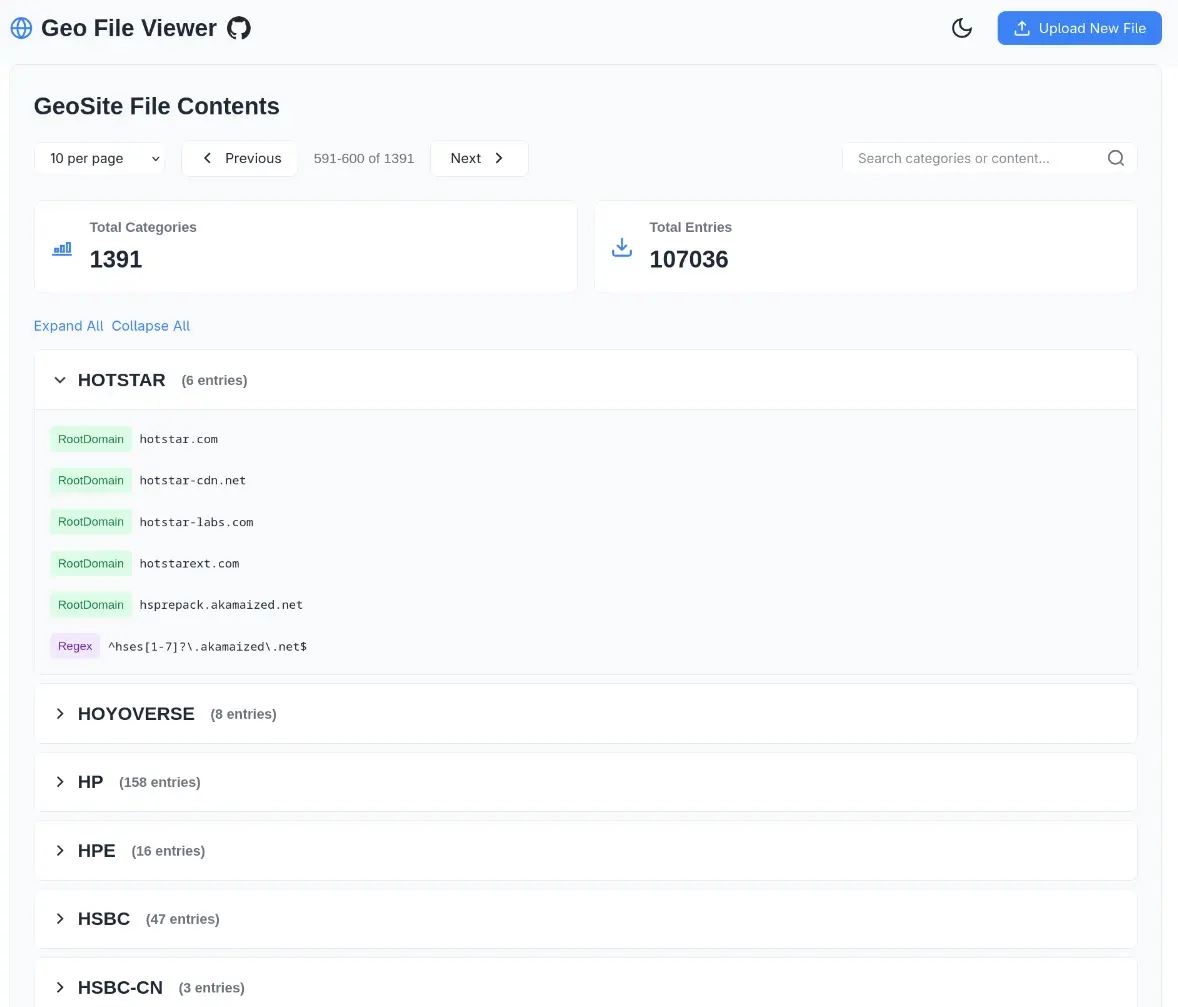 Geo File Viewer
Upload New File
GeoSite File Contents
10 per page
Previous
591-600 of 1391
Next
Search categories or content...
Total Categories
1391
Total Entries
107036
Expand All Collapse All
HOTSTAR (6 entries)
RootDomain hotstar.com
RootDomain hotstar-cdn.net
RootDomain hotstar-labs.com
RootDomain hotstarext.com
RootDomain hsprepack.akamaized.net
Regex ^hses[1-7]?\.akamaized\.net$
HOYOVERSE (8 entries)
HP (158 entries)
HPE (16 entries)
HSBC (47 entries)
HSBC-CN (3 entries)